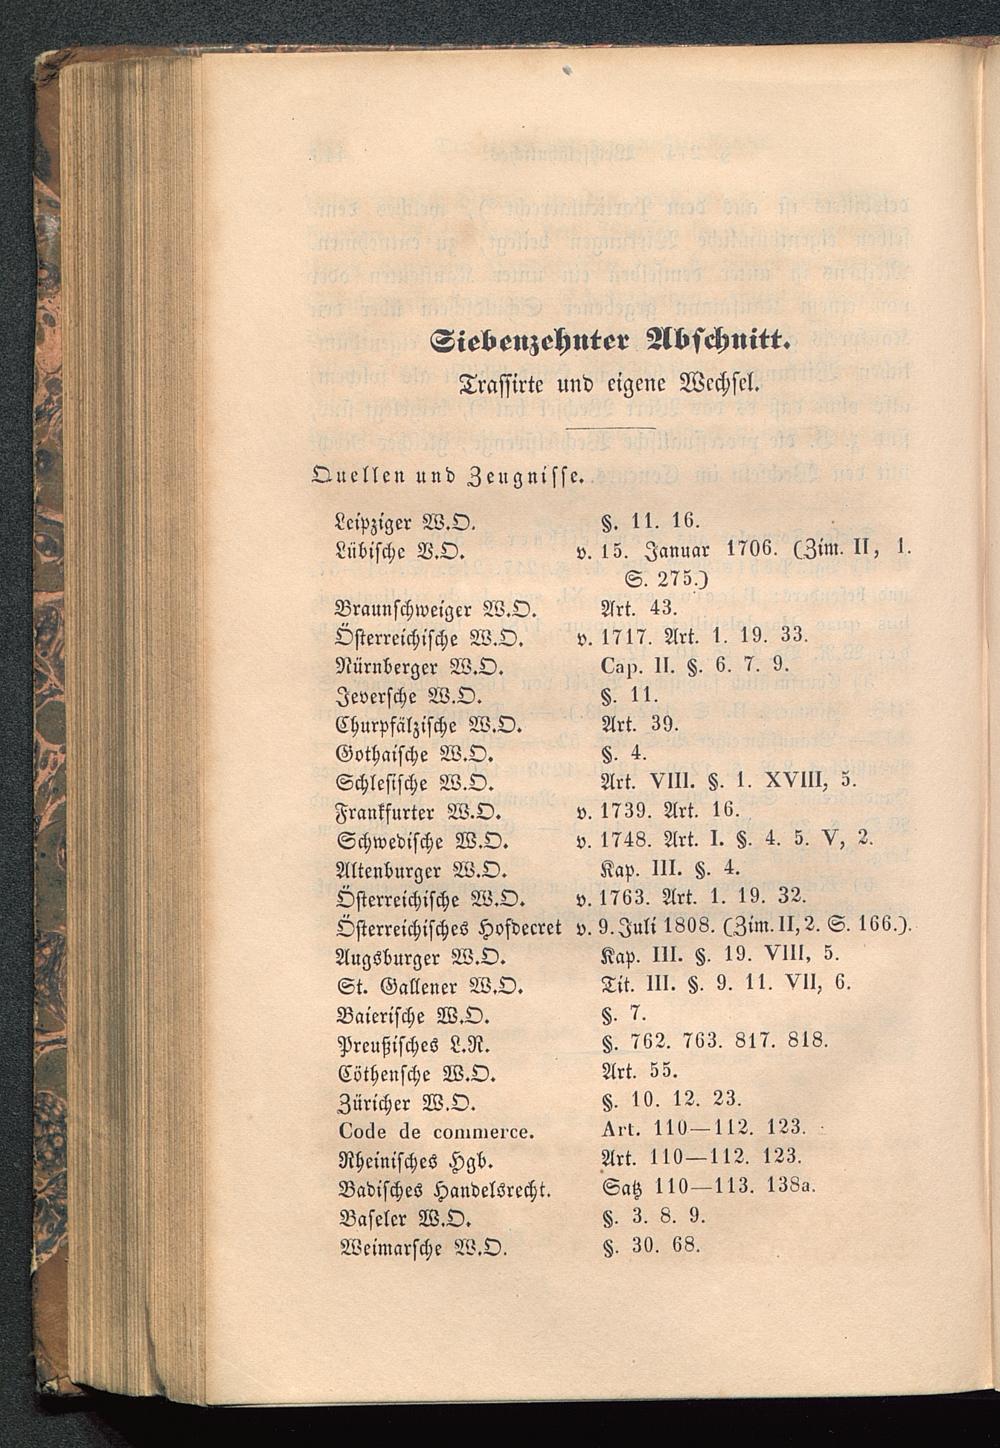 Siebenzehnter Abschnitt.
Trassirte und eigene Wechsel.
Quellen und Zeugnisse.
Leipziger W.O. §. 11. 16.
Lübische V.O. v. 15. Januar 1706. (Zim. II, 1.
S. 275.)
Braunschweiger W.O. Art. 43.
Österreichische W.O. v. 1717. Art. 1. 19. 33.
Nürnberger W.O. Cap. II. §. 6. 7. 9.
Jeversche W.O. §. 11.
Churpfälzische W.O. Art. 39.
Gothaische W.O. §. 4.
Schlesische W.O. Art. VIII. §. 1. XVIII, 5.
Frankfurter W.O. v. 1739. Art. 16.
Schwedische W.O. v. 1748. Art. I. §. 4. 5. V, 2.
Altenburger W.O. Kap. III. §. 4.
Österreichische W.O. v. 1763. Art. 1. 19. 32.
Österreichisches Hofdecret v. 9. Juli 1808. (Zim. II, 2. S. 166.).
Augsburger W.O. Kap. III. §. 19. VIII, 5.
St. Gallener W.O. Tit. III. §. 9. 11. VII, 6.
Baierische W.O. §. 7.
Preußisches L.R. §. 762. 763. 817. 818.
Cöthensche W.O. Art. 55.
Züricher W.O. §. 10. 12. 23.
Code de commerce. Art. 110—112. 123.
Rheinisches Hgb. Art. 110—112. 123.
Badisches Handelsrecht. Satz 110—113. 138a.
Baseler W.O. §. 3. 8. 9.
Weimarsche W.O. §. 30. 68.